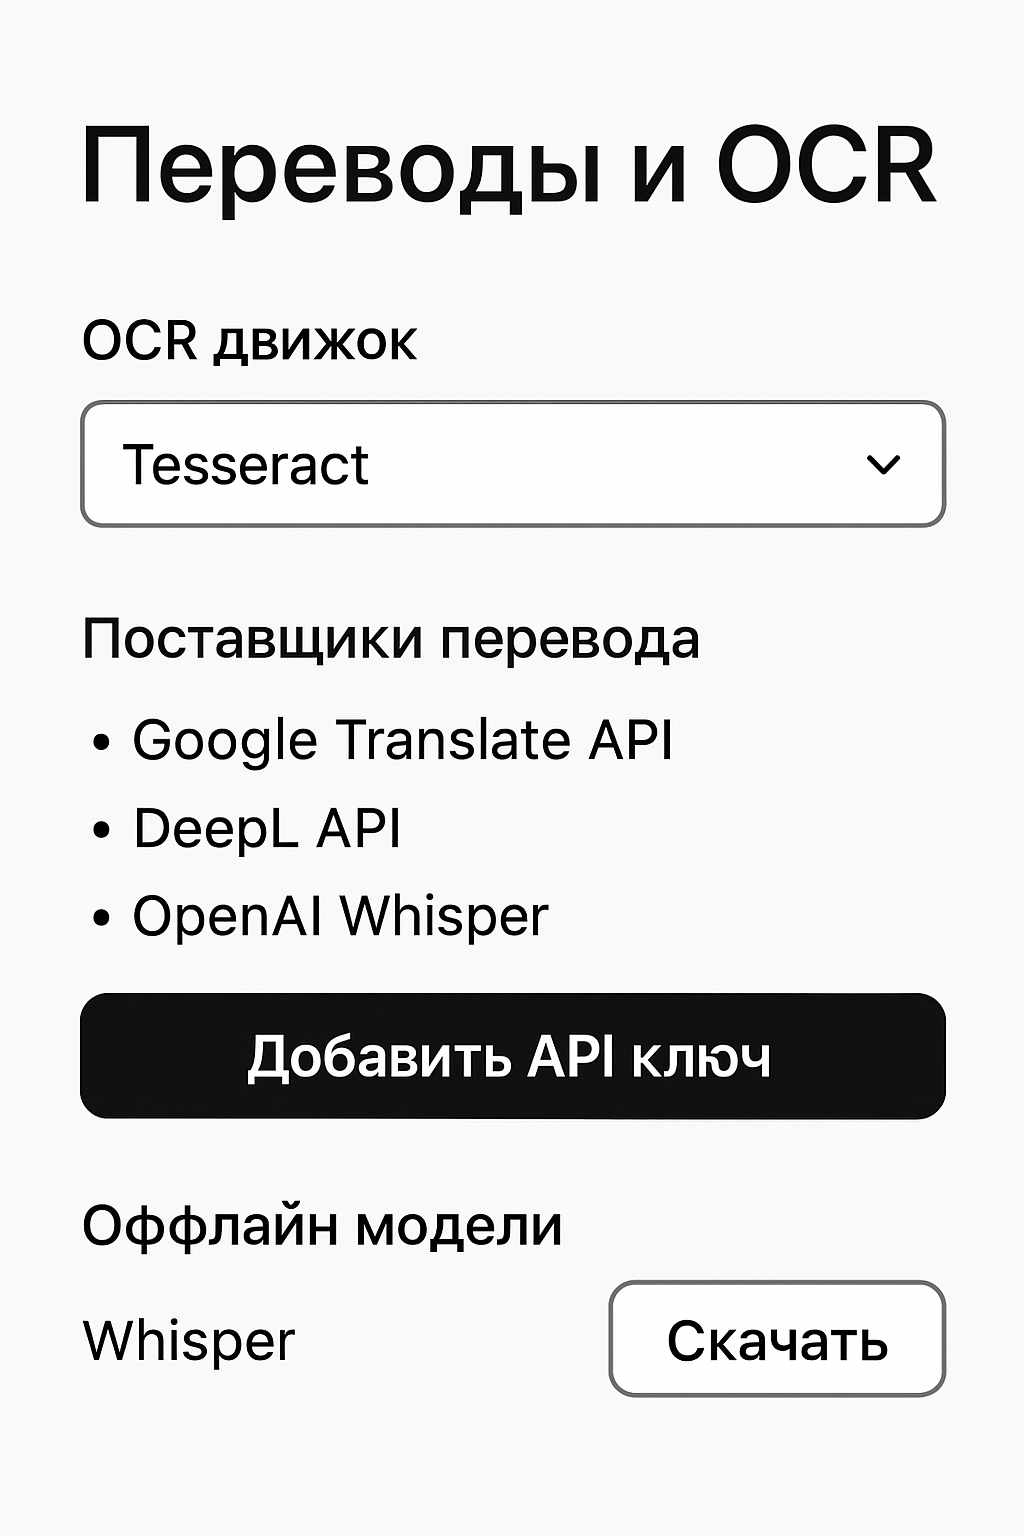 Переводы и OCR
OCR движок
Tesseract
Поставщики перевода
• Google Translate API
• DeepL API
• OpenAI Whisper
Добавить API ключ
Оффлайн модели
Whisper
Скачать